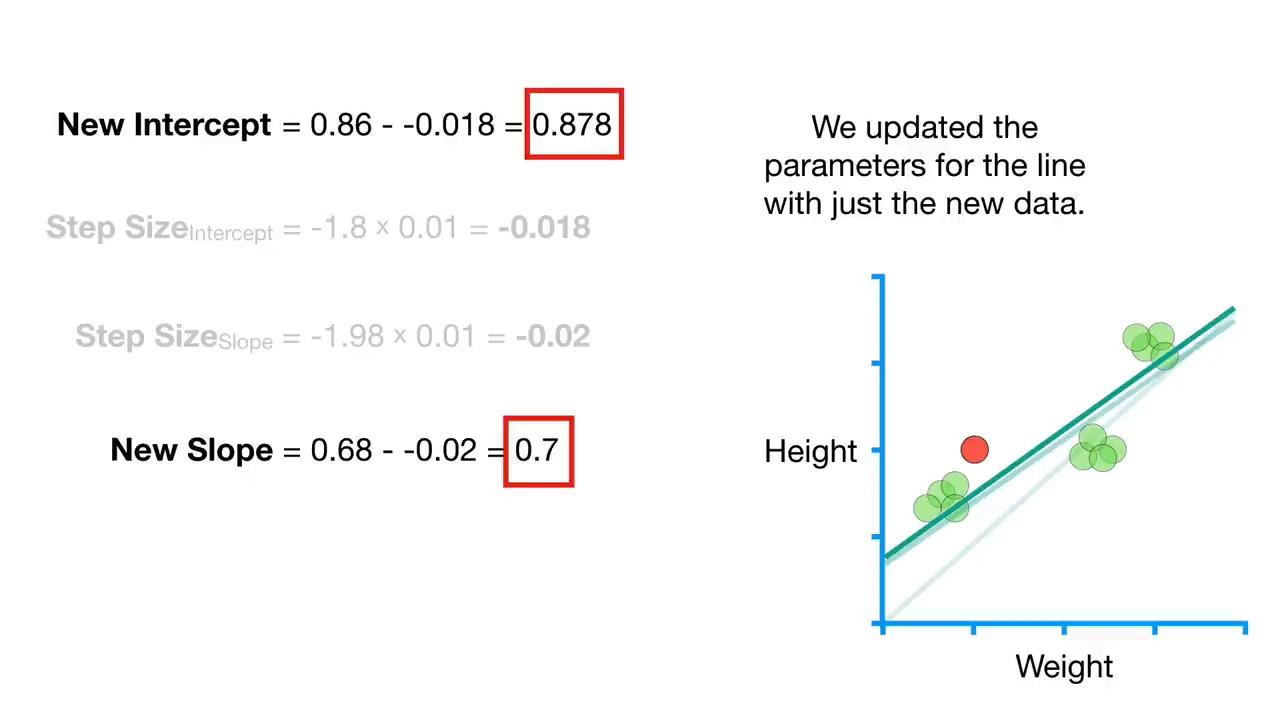 New Intercept = 0.86 - -0.018 = 0.878
Step SizeIntercept = -1.8 × 0.01 = -0.018
Step SizeSlope = -1.98 × 0.01 = -0.02
New Slope = 0.68 - -0.02 = 0.7
We updated the
parameters for the line
with just the new data.
Height
Weight